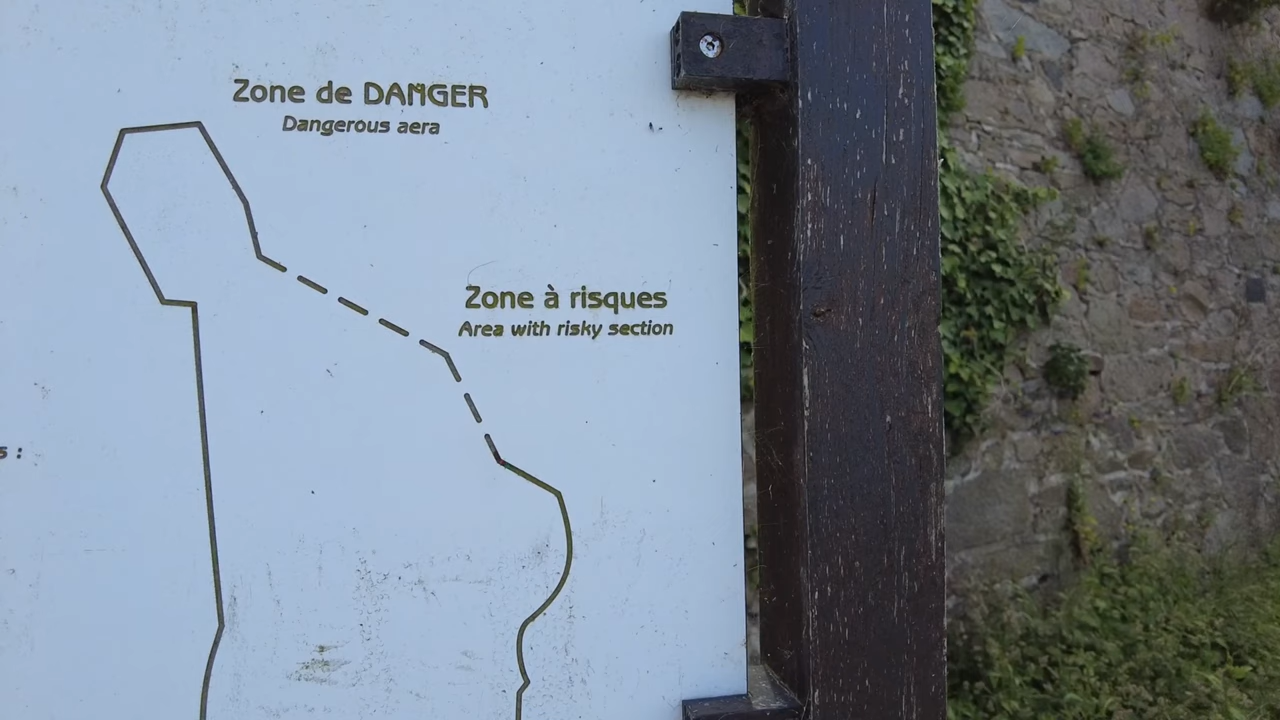 Zone de DANGER
Dangerous aera
Zone à risques
Area with risky section
s :